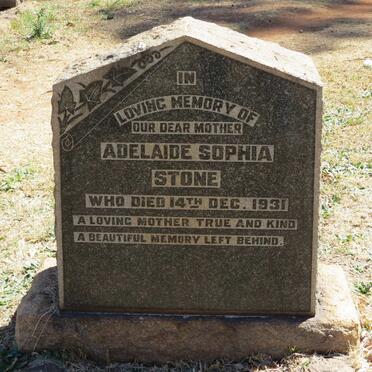 IN
LOVING MEMORY OF
OUR DEAR MOTHER
ADELAIDE SOPHIA
STONE
WHO DIED 14TH DEC. 1931
A LOVING MOTHER TRUE AND KIND
A BEAUTIFUL MEMORY LEFT BEHIND.